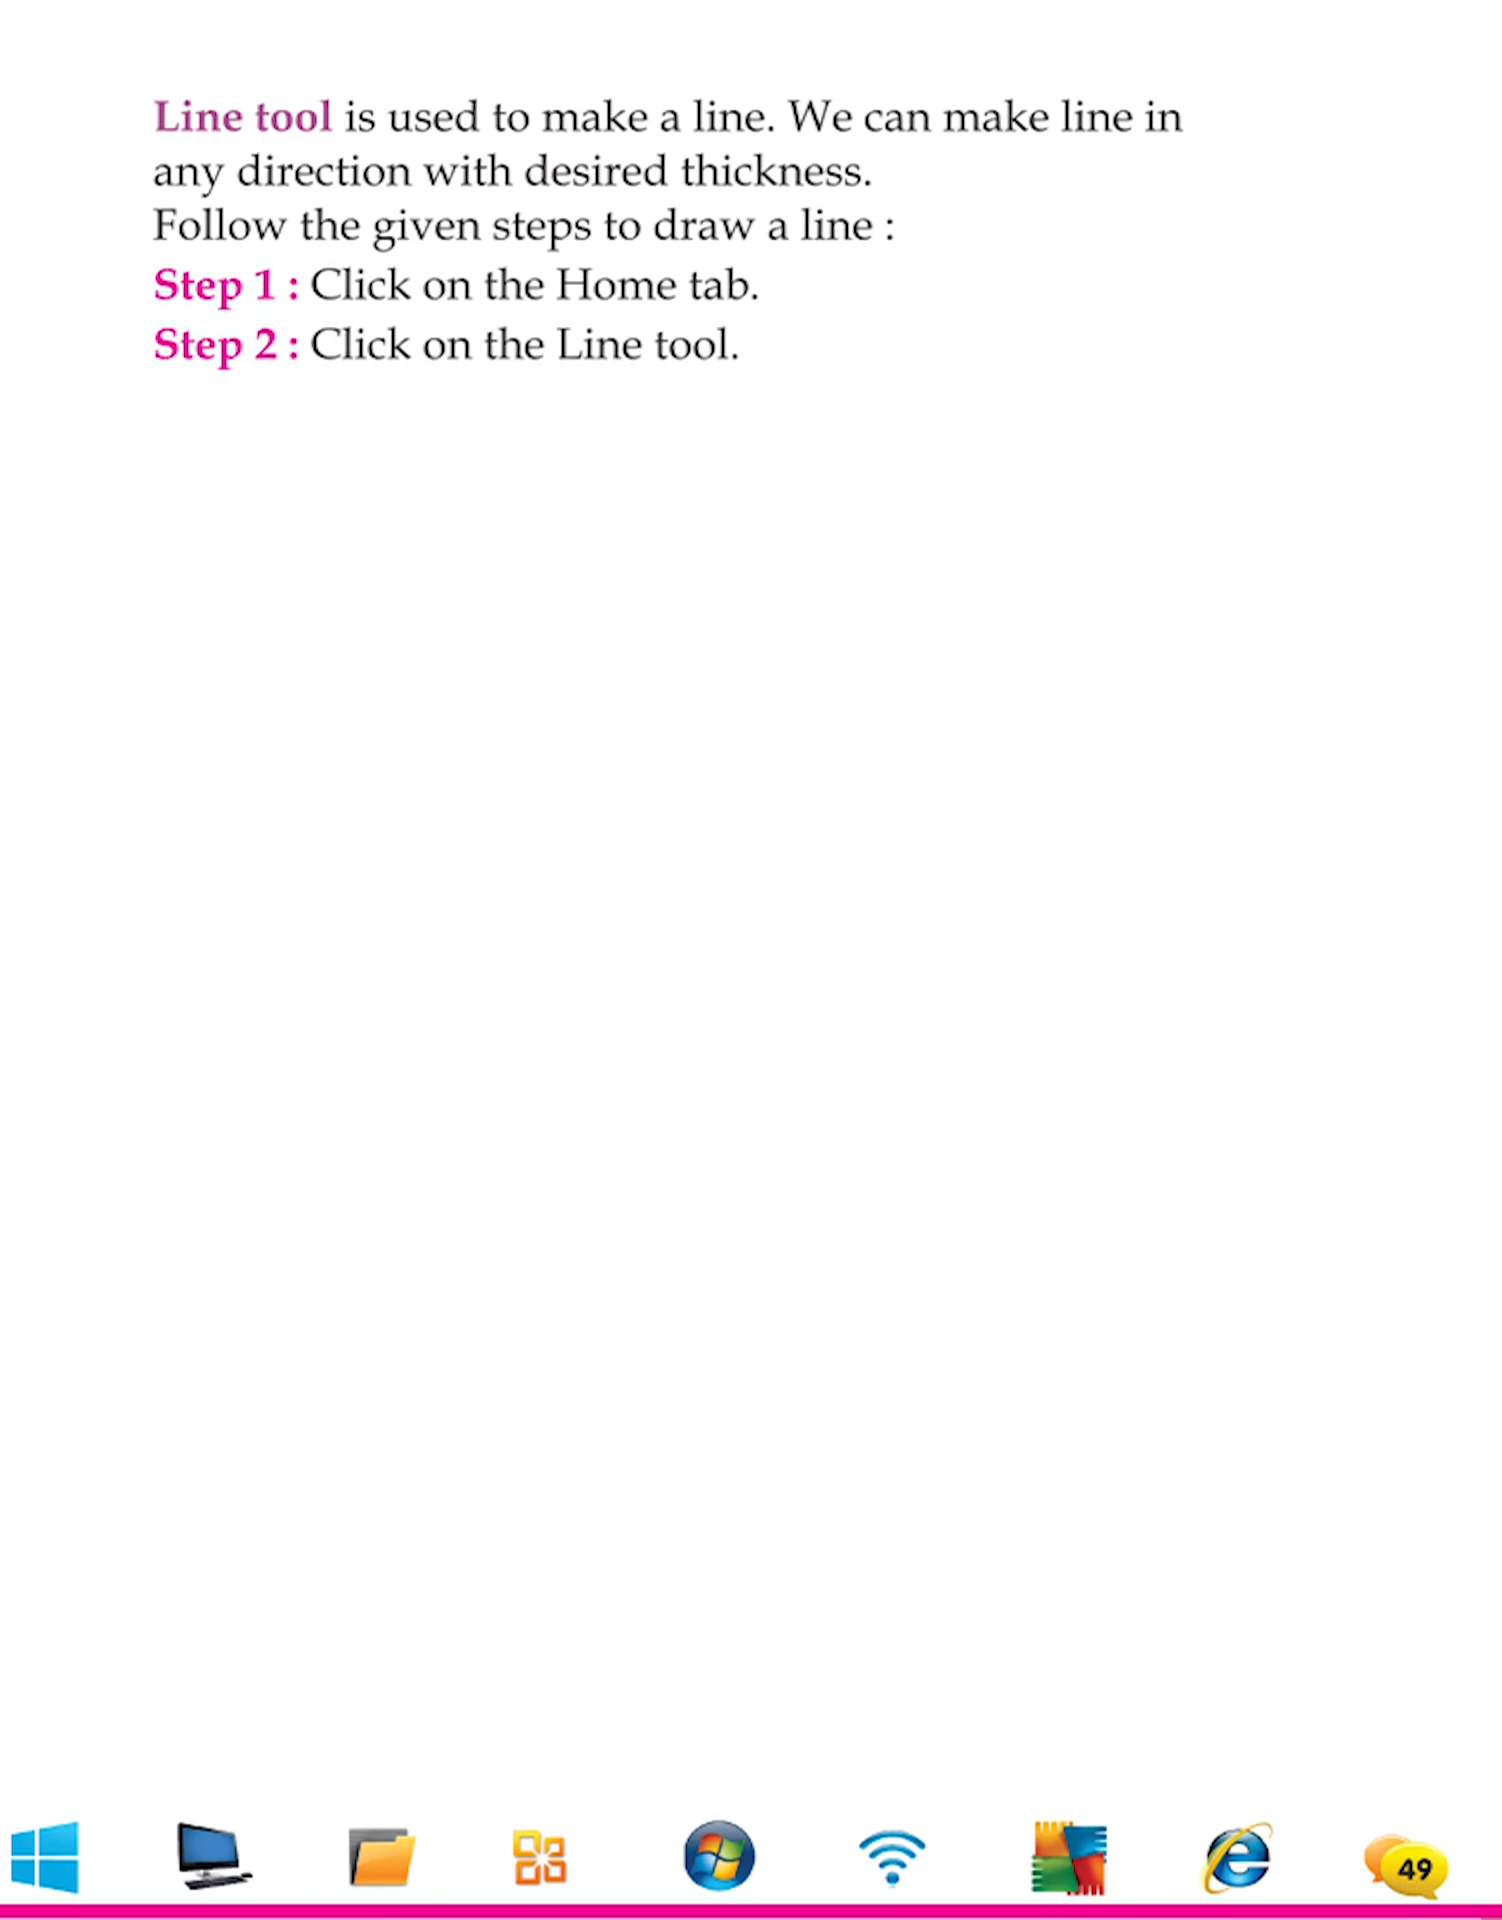 Line tool is used to make a line. We can make line in
any direction with desired thickness.
Follow the given steps to draw a line :
Step 1 : Click on the Home tab.
Step 2 : Click on the Line tool.
49